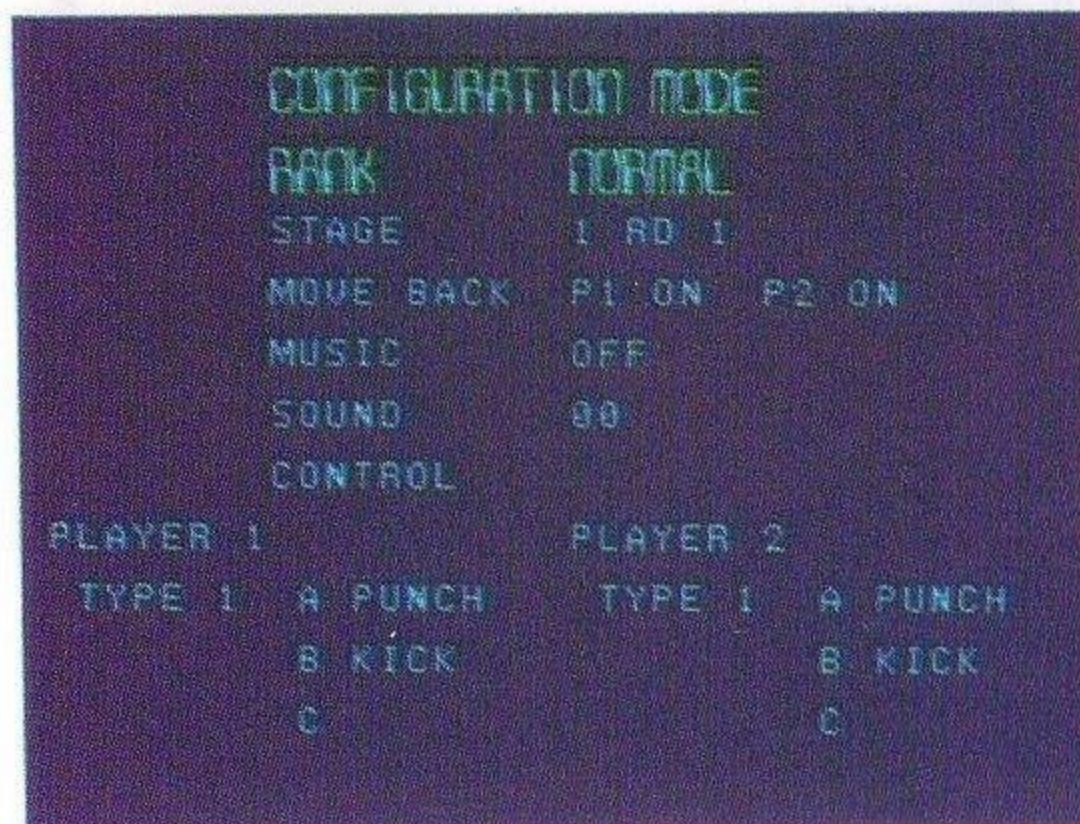 CONFIGURATION MODE
RANK NORMAL
STAGE 1 RD 1
MOVE BACK P1 ON P2 ON
MUSIC OFF
SOUND 00
CONTROL
PLAYER 1 PLAYER 2
TYPE 1 A PUNCH TYPE 1 A PUNCH
B KICK B KICK
C C